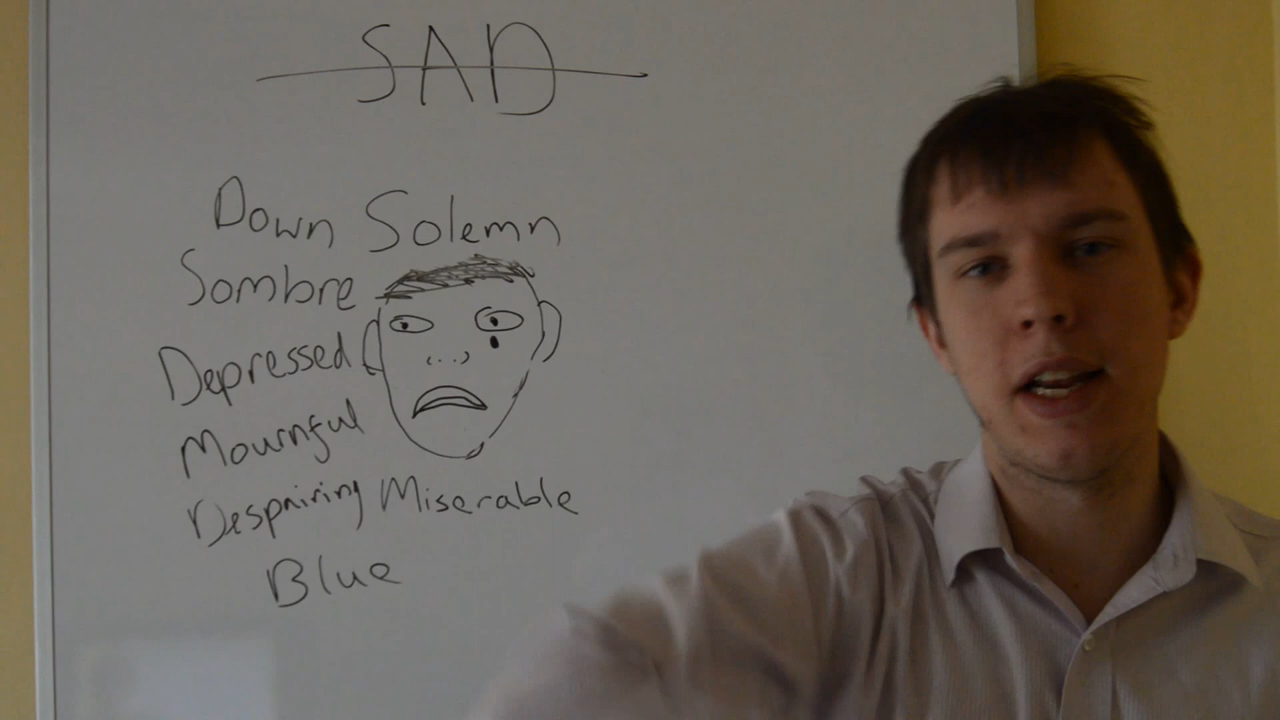 SAD
Down Solemn
Sombre
Depressed
Mournful
Despairing Miserable
Blue